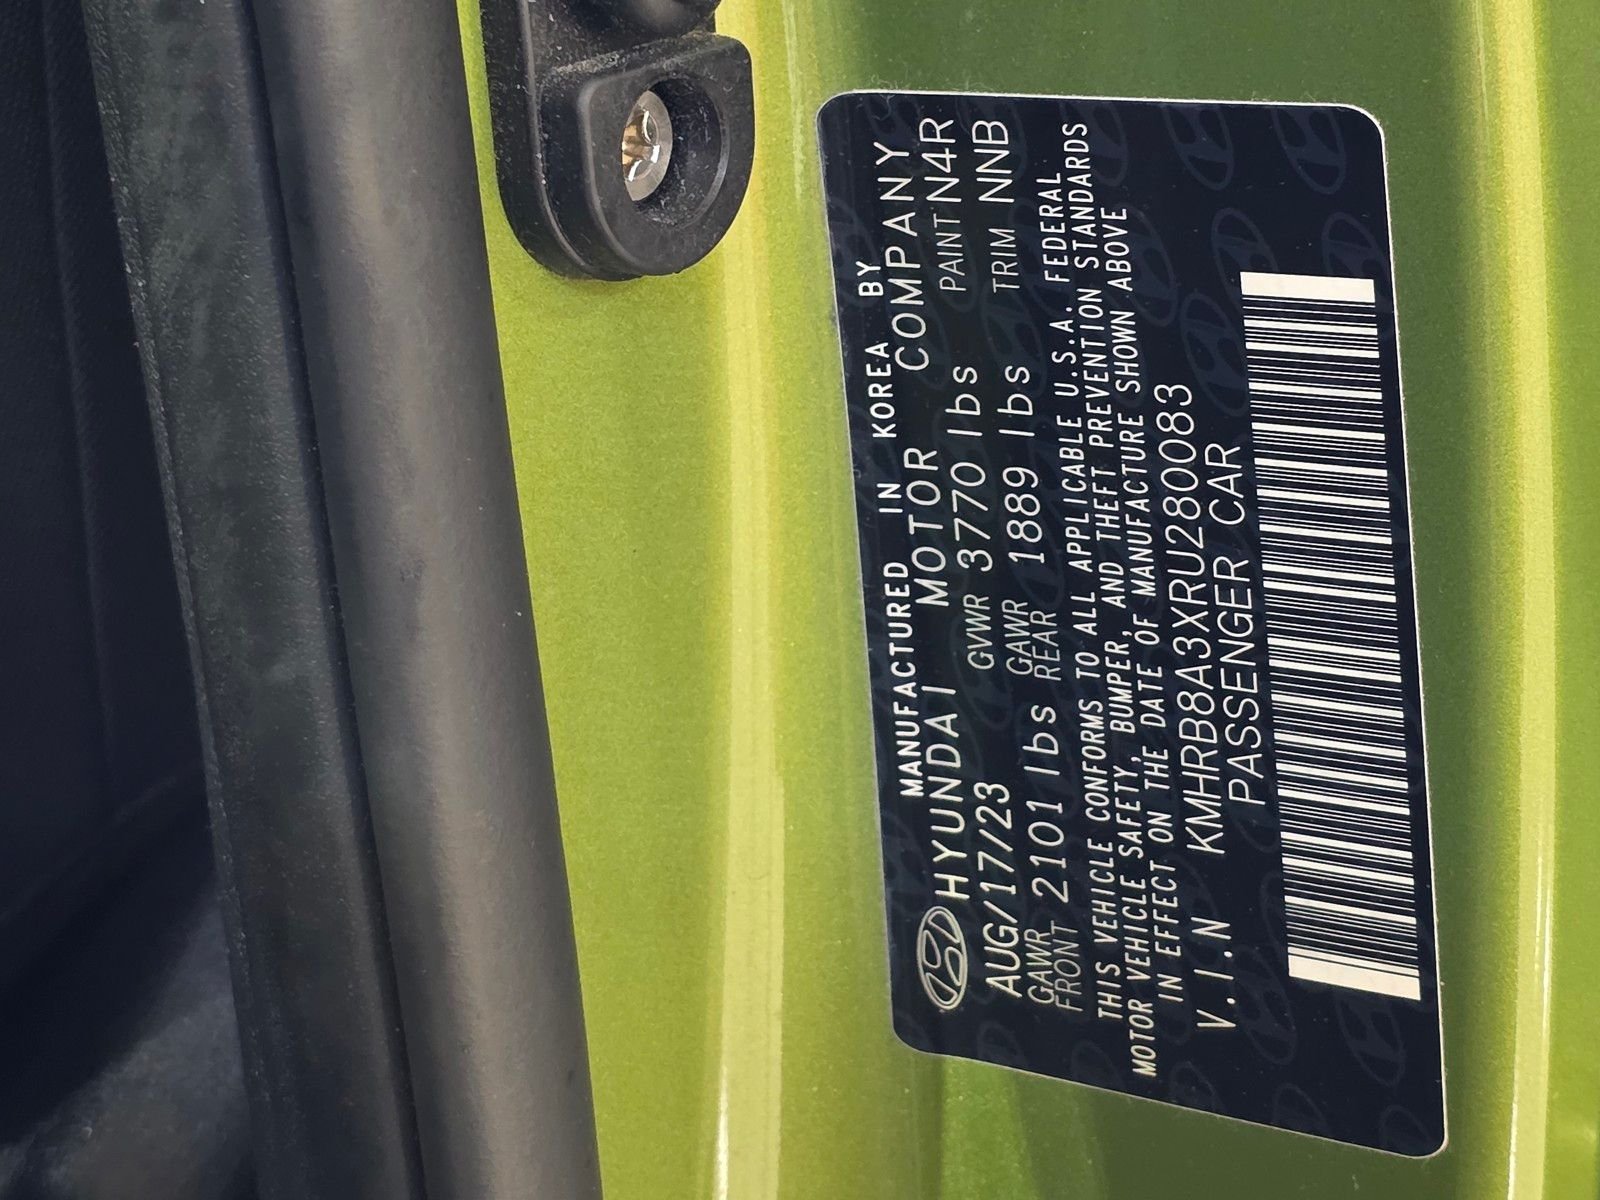 MANUFACTURED IN KOREA BY
HYUNDAI MOTOR COMPANY
AUG/17/23 GVWR 3770 lbs PAINT N4R
GAWR FRONT 2101 lbs GAWR REAR 1889 lbs TRIM NNB
THIS VEHICLE CONFORMS TO ALL APPLICABLE U.S.A. FEDERAL
MOTOR VEHICLE SAFETY, BUMPER, AND THEFT PREVENTION STANDARDS
IN EFFECT ON THE DATE OF MANUFACTURE SHOWN ABOVE
V.I.N KMHRB8A3XRU280083
PASSENGER CAR